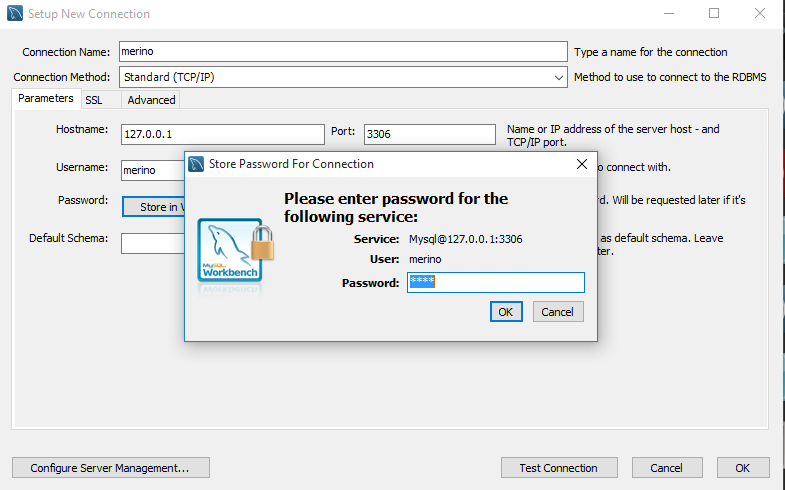 Setup New Connection
Connection Name: merino Type a name for the connection
Connection Method: Standard (TCP/IP) Method to use to connect to the RDBMS
Parameters SSL Advanced
Hostname: 127.0.0.1 Port: 3306 Name or IP address of the server host - and
TCP/IP port.
Store Password For Connection
Username: merino to connect with.
Please enter password for the
following service:
Password: Store in rd. Will be requested later if it's
Service: Mysql@127.0.0.1:3306
Default Schema: as default schema. Leave
User: merino
MySQL
Workbench
Password: ****
OK Cancel
Configure Server Management... Test Connection Cancel OK